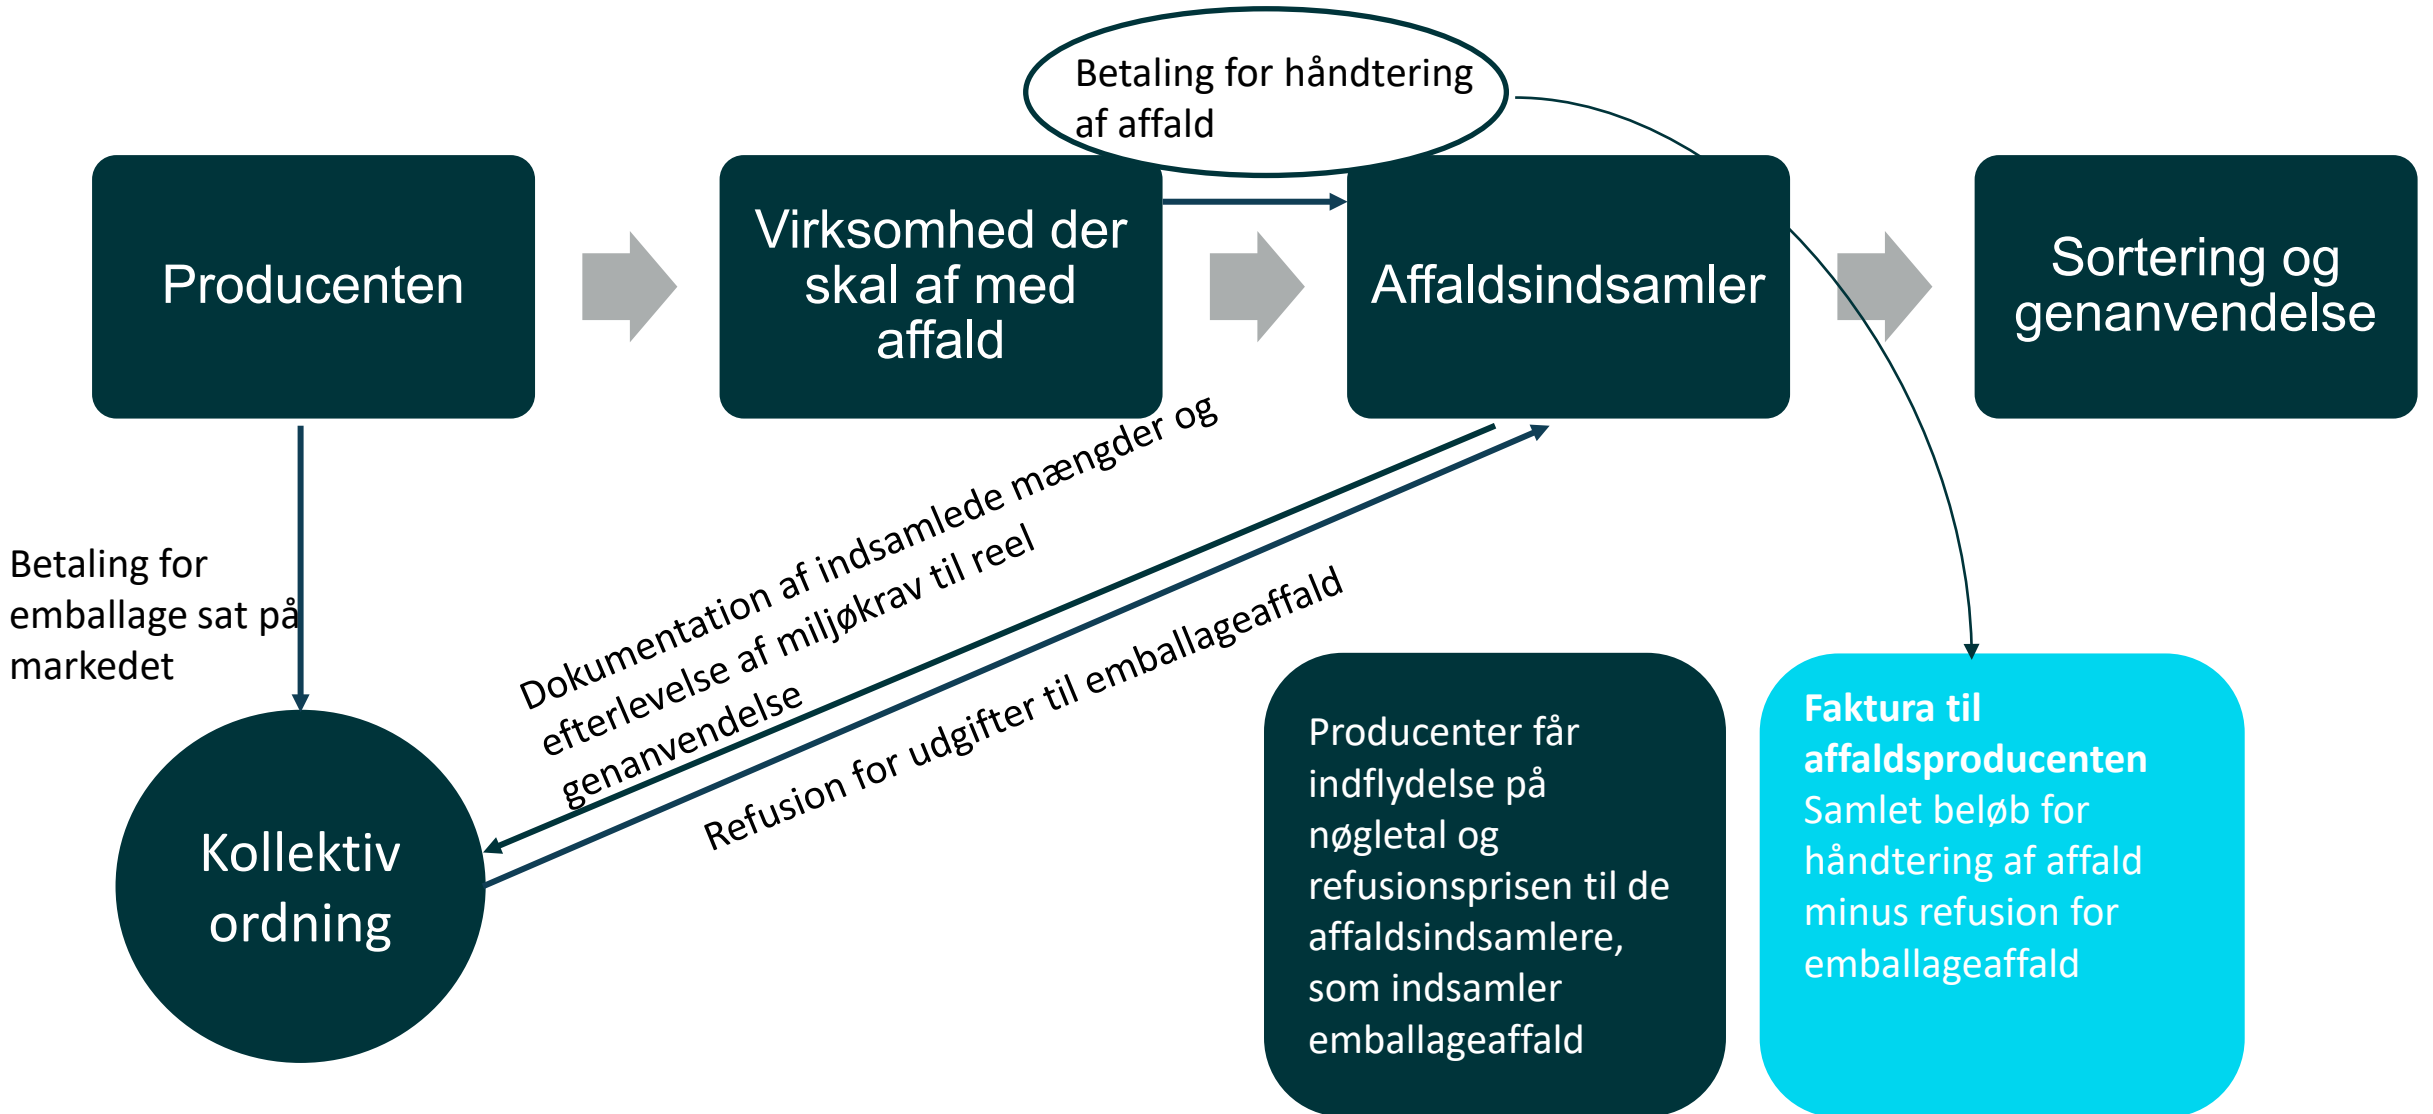 Betaling for håndtering
af affald
Producenten
Virksomhed der
skal af med
affald
Affaldsindsamler
Sortering og
genanvendelse
Betaling for
emballage sat på
markedet
Dokumentation af indsamlede mængder og
efterlevelse af miljøkrav til reel
genanvendelse
Refusion for udgifter til emballageaffald
Kollektiv
ordning
Producenter får
indflydelse på
nøgletal og
refusionsprisen til de
affaldsindsamlere,
som indsamler
emballageaffald
Faktura til
affaldsproducenten
Samlet beløb for
håndtering af affald
minus refusion for
emballageaffald